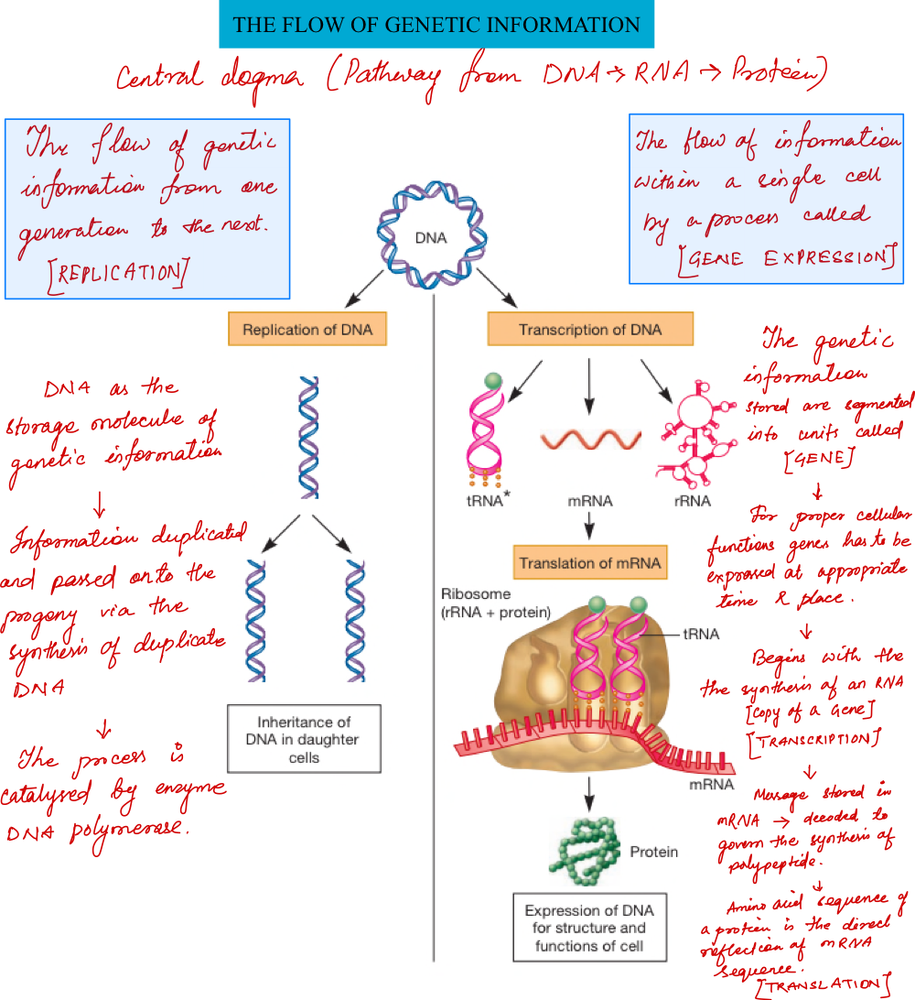 THE FLOW OF GENETIC INFORMATION
Central dogma (Pathway from DNA → RNA → Protein)
The flow of genetic
information from one
generation to the next.
[REPLICATION]
The flow of information
within a single cell
by a process called
[GENE EXPRESSION]
DNA
Replication of DNA
DNA as the
storage molecule of
genetic information
↓
Information duplicated
and passed onto the
progeny via the
synthesis of duplicate
DNA
↓
The process is
catalysed by enzyme
DNA polymerase.
Inheritance of
DNA in daughter
cells
Transcription of DNA
tRNA*
mRNA
rRNA
Translation of mRNA
Ribosome
(rRNA + protein)
tRNA
mRNA
Protein
Expression of DNA
for structure and
functions of cell
The genetic
information
stored are segmented
into units called
[GENE]
↓
For proper cellular
functions genes has to be
expressed at appropriate
time & place.
↓
Begins with the
the synthesis of an RNA
[Copy of a Gene]
[TRANSCRIPTION]
↓
Message stored in
mRNA → decoded to
govern the synthesis of
polypeptide.
↓
Amino acid sequence of
a protein is the direct
reflection of mRNA
sequence.
[TRANSLATION]